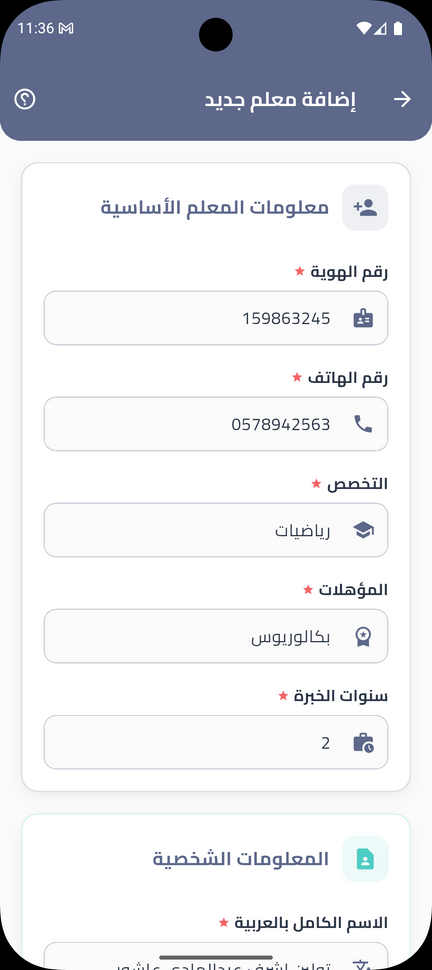 11:36
إضافة معلم جديد
معلومات المعلم الأساسية
رقم الهوية *
159863245
رقم الهاتف *
0578942563
التخصص *
رياضيات
المؤهلات *
بكالوريوس
سنوات الخبرة *
2
المعلومات الشخصية
الاسم الكامل بالعربية *